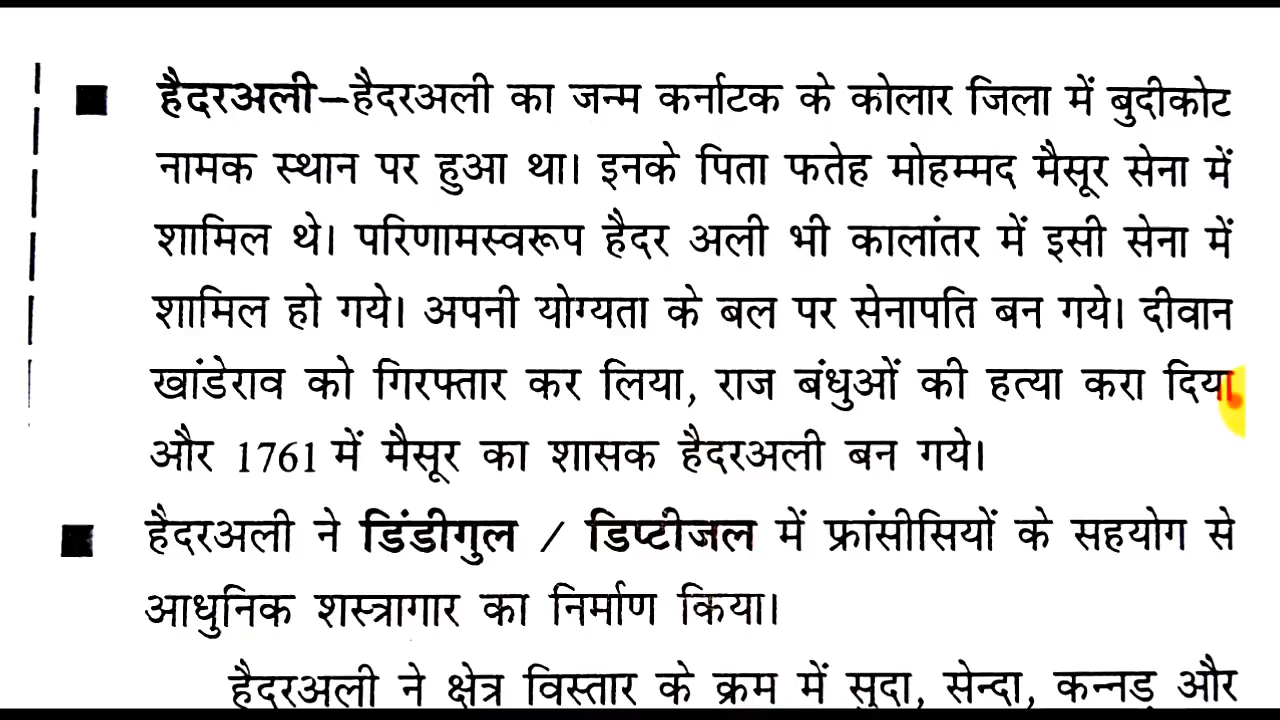 ■ हैदरअली–हैदरअली का जन्म कर्नाटक के कोलार जिला में बुदीकोट
नामक स्थान पर हुआ था। इनके पिता फतेह मोहम्मद मैसूर सेना में
शामिल थे। परिणामस्वरूप हैदर अली भी कालांतर में इसी सेना में
शामिल हो गये। अपनी योग्यता के बल पर सेनापति बन गये। दीवान
खांडेराव को गिरफ्तार कर लिया, राज बंधुओं की हत्या करा दिया
और 1761 में मैसूर का शासक हैदरअली बन गये।
■ हैदरअली ने डिंडीगुल / डिप्टीजल में फ्रांसीसियों के सहयोग से
आधुनिक शस्त्रागार का निर्माण किया।
हैदरअली ने क्षेत्र विस्तार के क्रम में सुदा, सेन्दा, कन्नड़ और